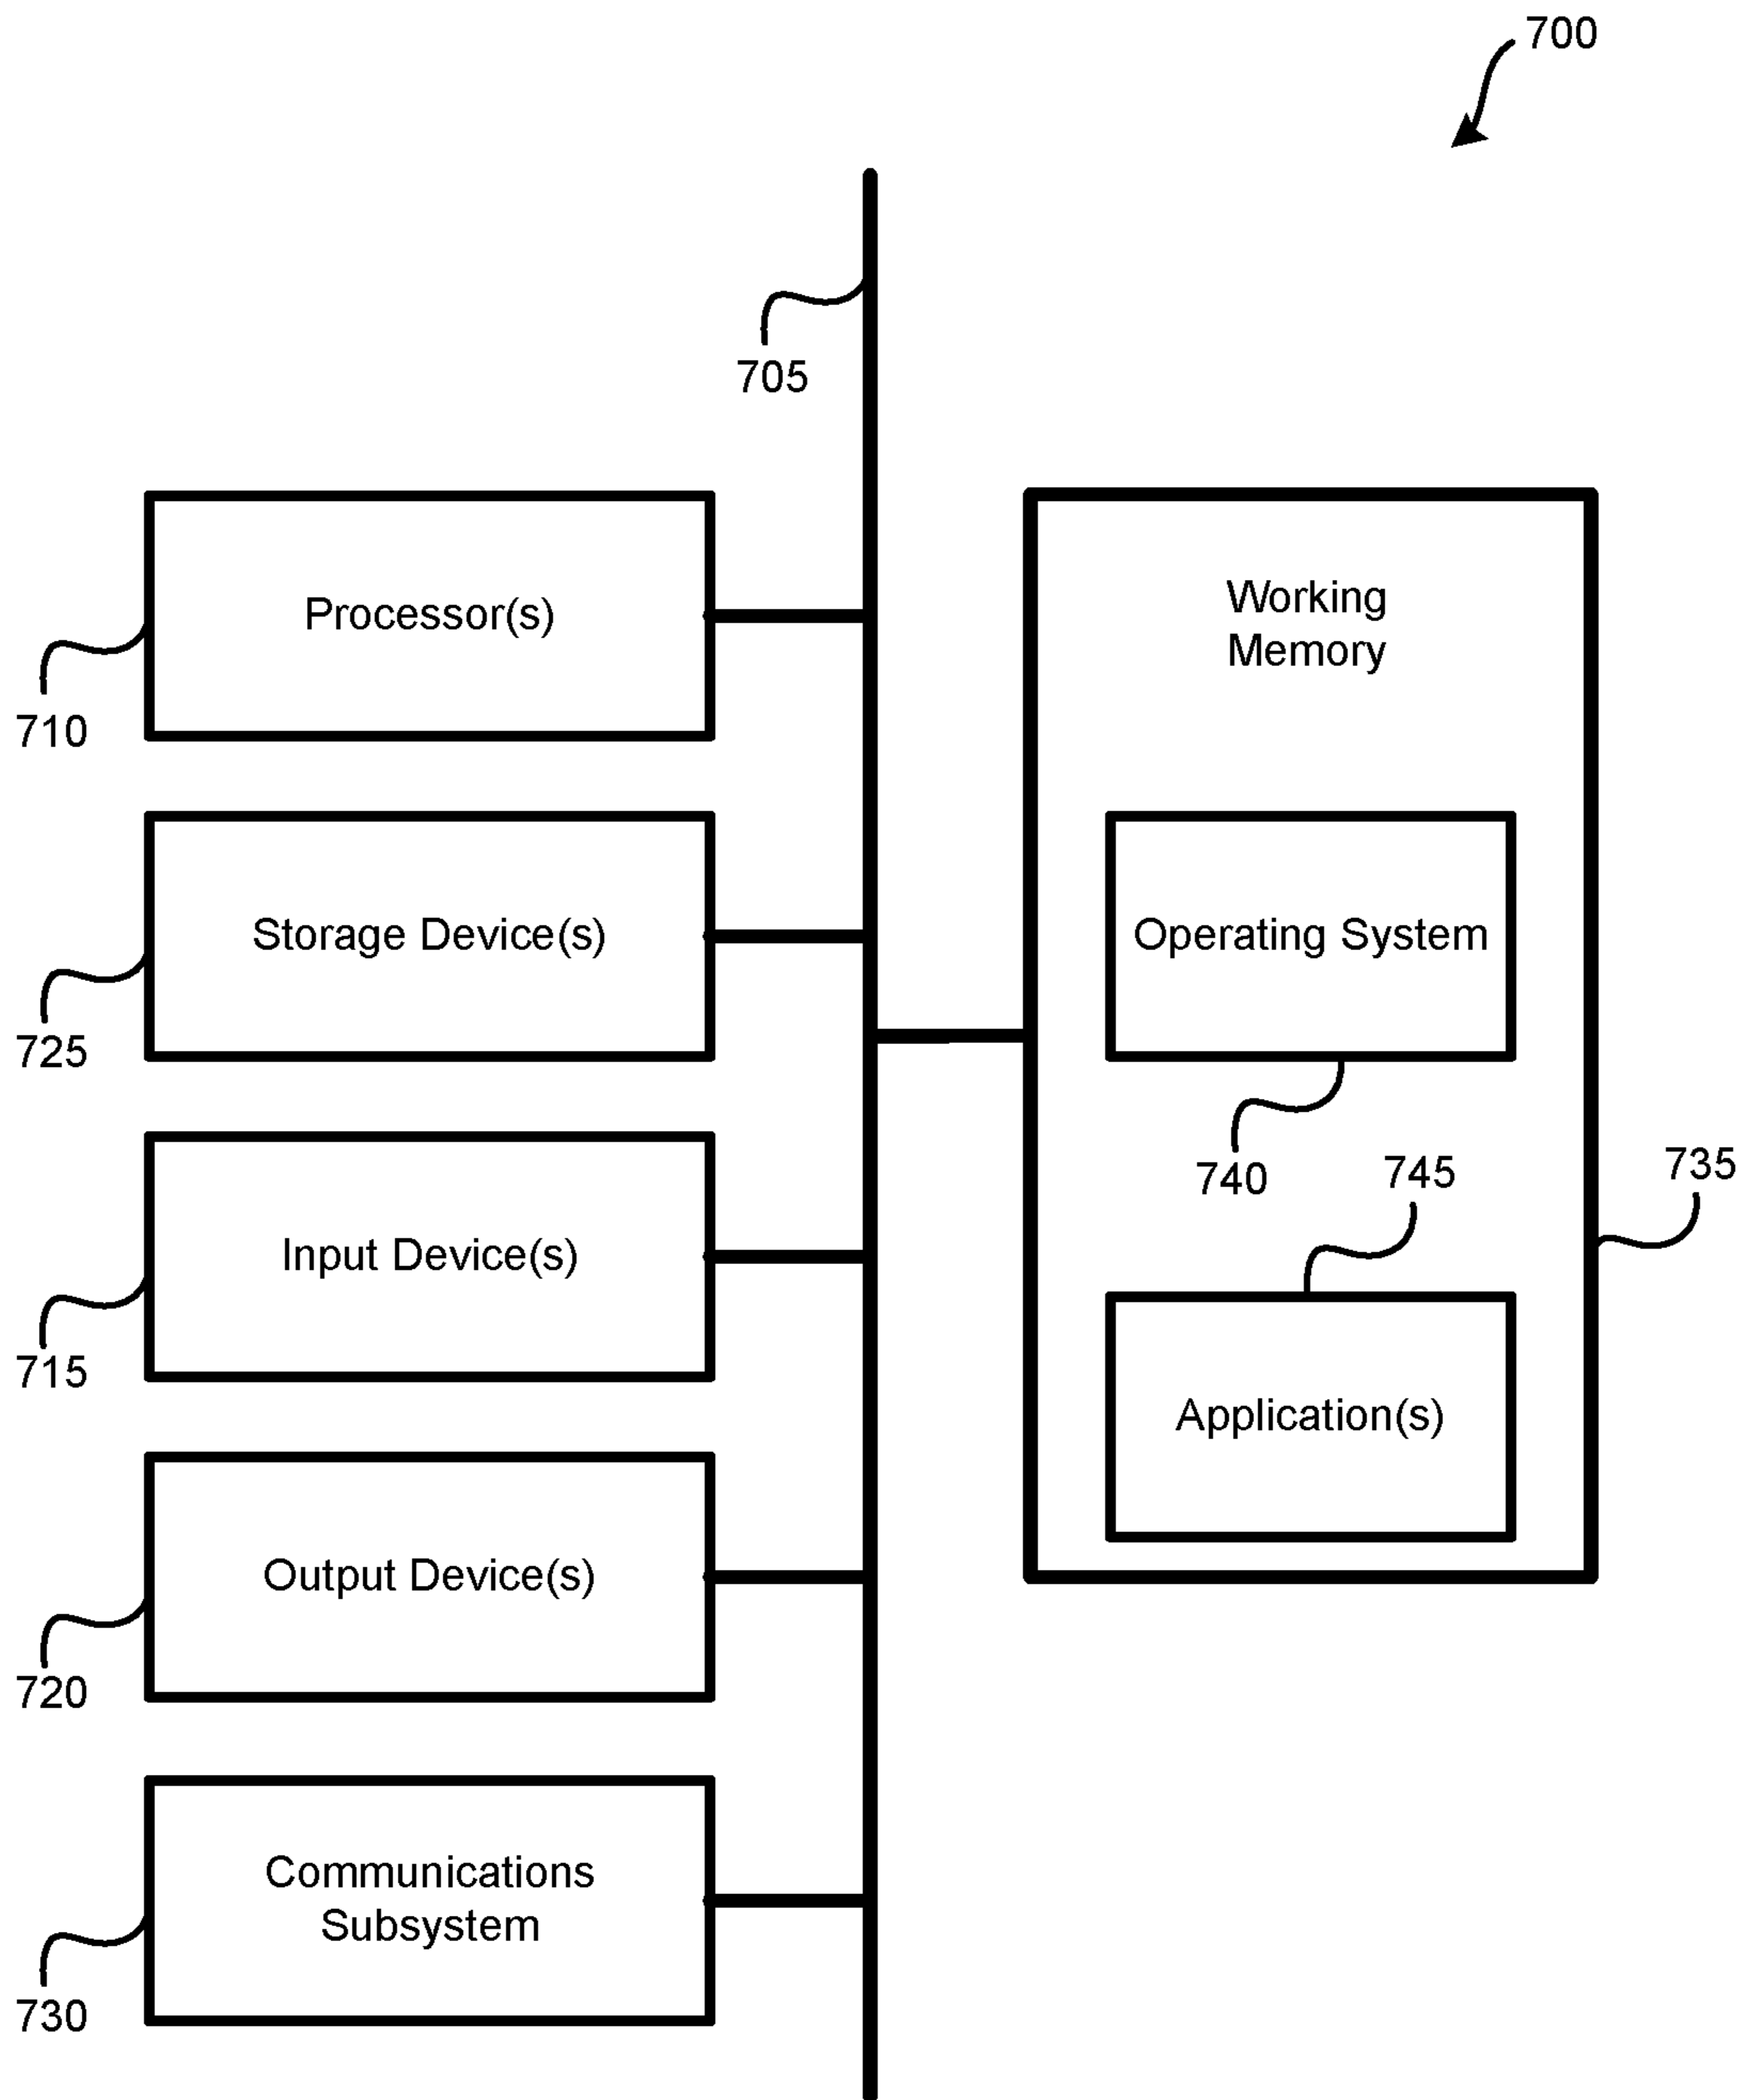 700
705
Processor(s)
710
Storage Device(s)
725
Input Device(s)
715
Output Device(s)
720
Communications
Subsystem
730
Working
Memory
Operating System
740
745
735
Application(s)